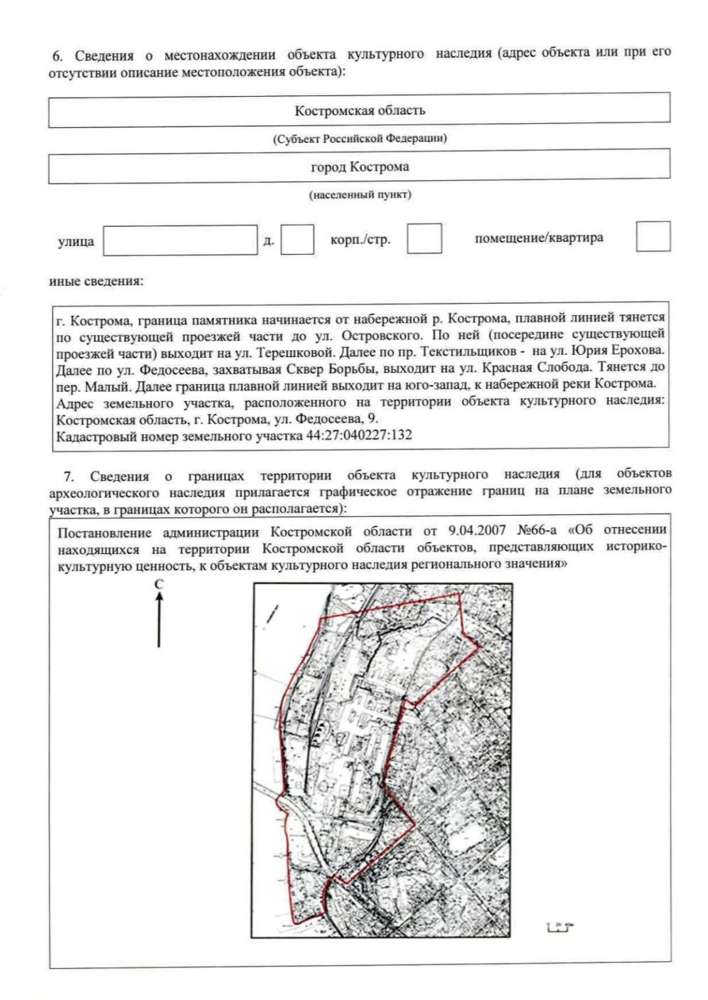 6. Сведения о местонахождении объекта культурного наследия (адрес объекта или при его
отсутствии описание местоположения объекта):
Костромская область
(Субъект Российской Федерации)
город Кострома
(населенный пункт)
улица д. корп./стр. помещение/квартира
иные сведения:
г. Кострома, граница памятника начинается от набережной р. Кострома, плавной линией тянется
по существующей проезжей части до ул. Островского. По ней (посередине существующей
проезжей части) выходит на ул. Терешковой. Далее по пр. Текстильщиков - на ул. Юрия Ерохова.
Далее по ул. Федосеева, захватывая Сквер Борьбы, выходит на ул. Красная Слобода. Тянется до
пер. Малый. Далее граница плавной линией выходит на юго-запад, к набережной реки Кострома.
Адрес земельного участка, расположенного на территории объекта культурного наследия:
Костромская область, г. Кострома, ул. Федосеева, 9.
Кадастровый номер земельного участка 44:27:040227:132
7. Сведения о границах территории объекта культурного наследия (для объектов
археологического наследия прилагается графическое отражение границ на плане земельного
участка, в границах которого он располагается):
Постановление администрации Костромской области от 9.04.2007 №66-а «Об отнесении
находящихся на территории Костромской области объектов, представляющих историко-
культурную ценность, к объектам культурного наследия регионального значения»
С